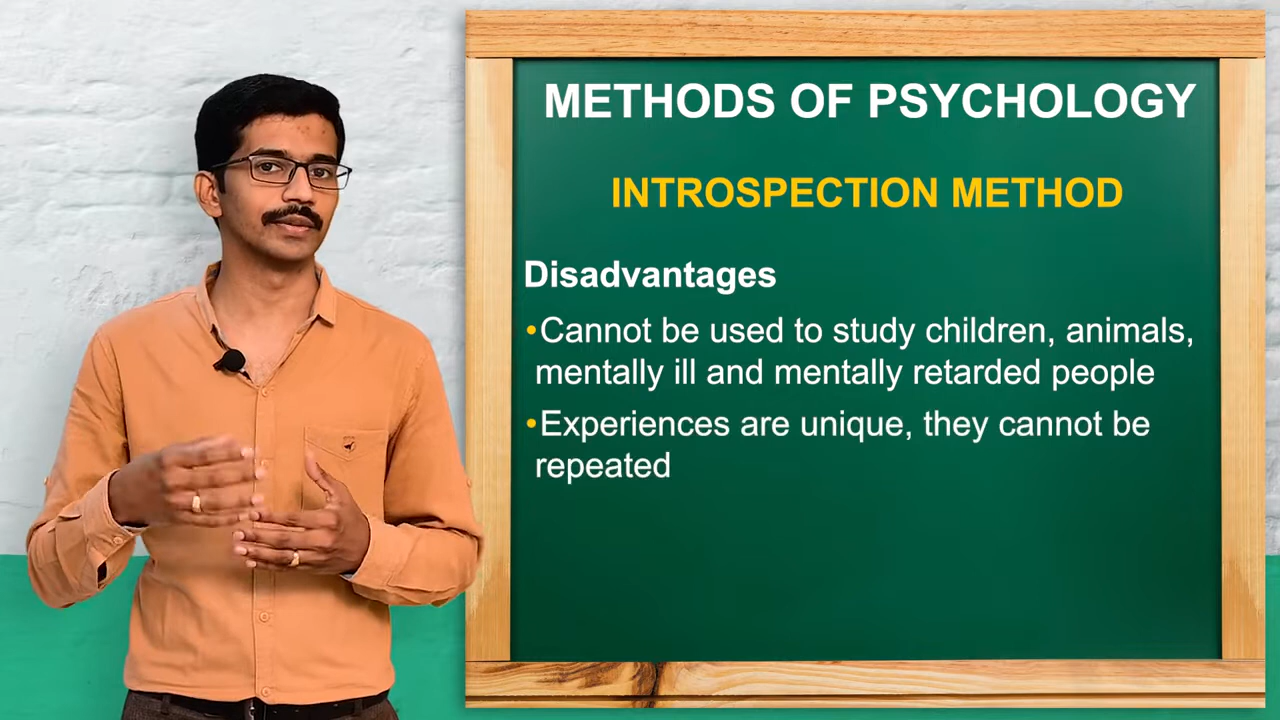 METHODS OF PSYCHOLOGY
INTROSPECTION METHOD
Disadvantages
•Cannot be used to study children, animals,
mentally ill and mentally retarded people
•Experiences are unique, they cannot be
repeated